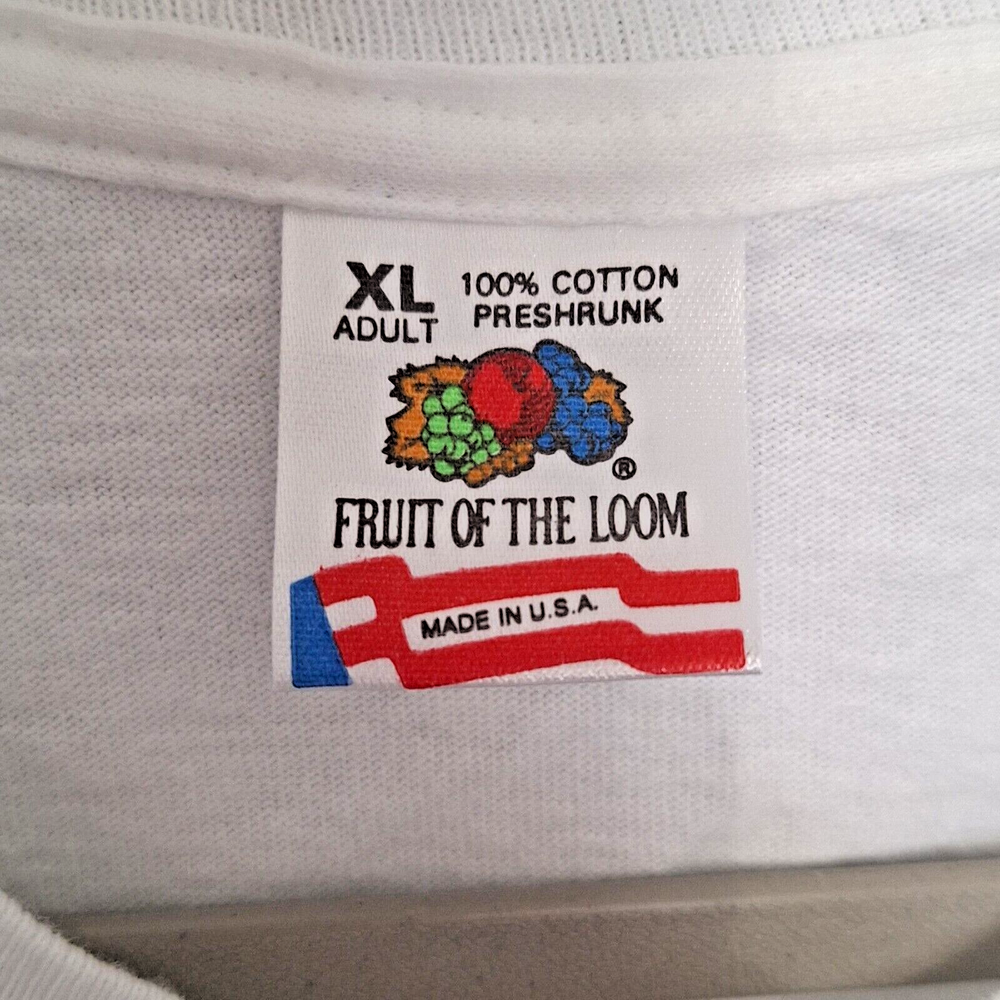 XL 100% COTTON
ADULT PRESHRUNK
®
FRUIT OF THE LOOM
MADE IN U.S.A.